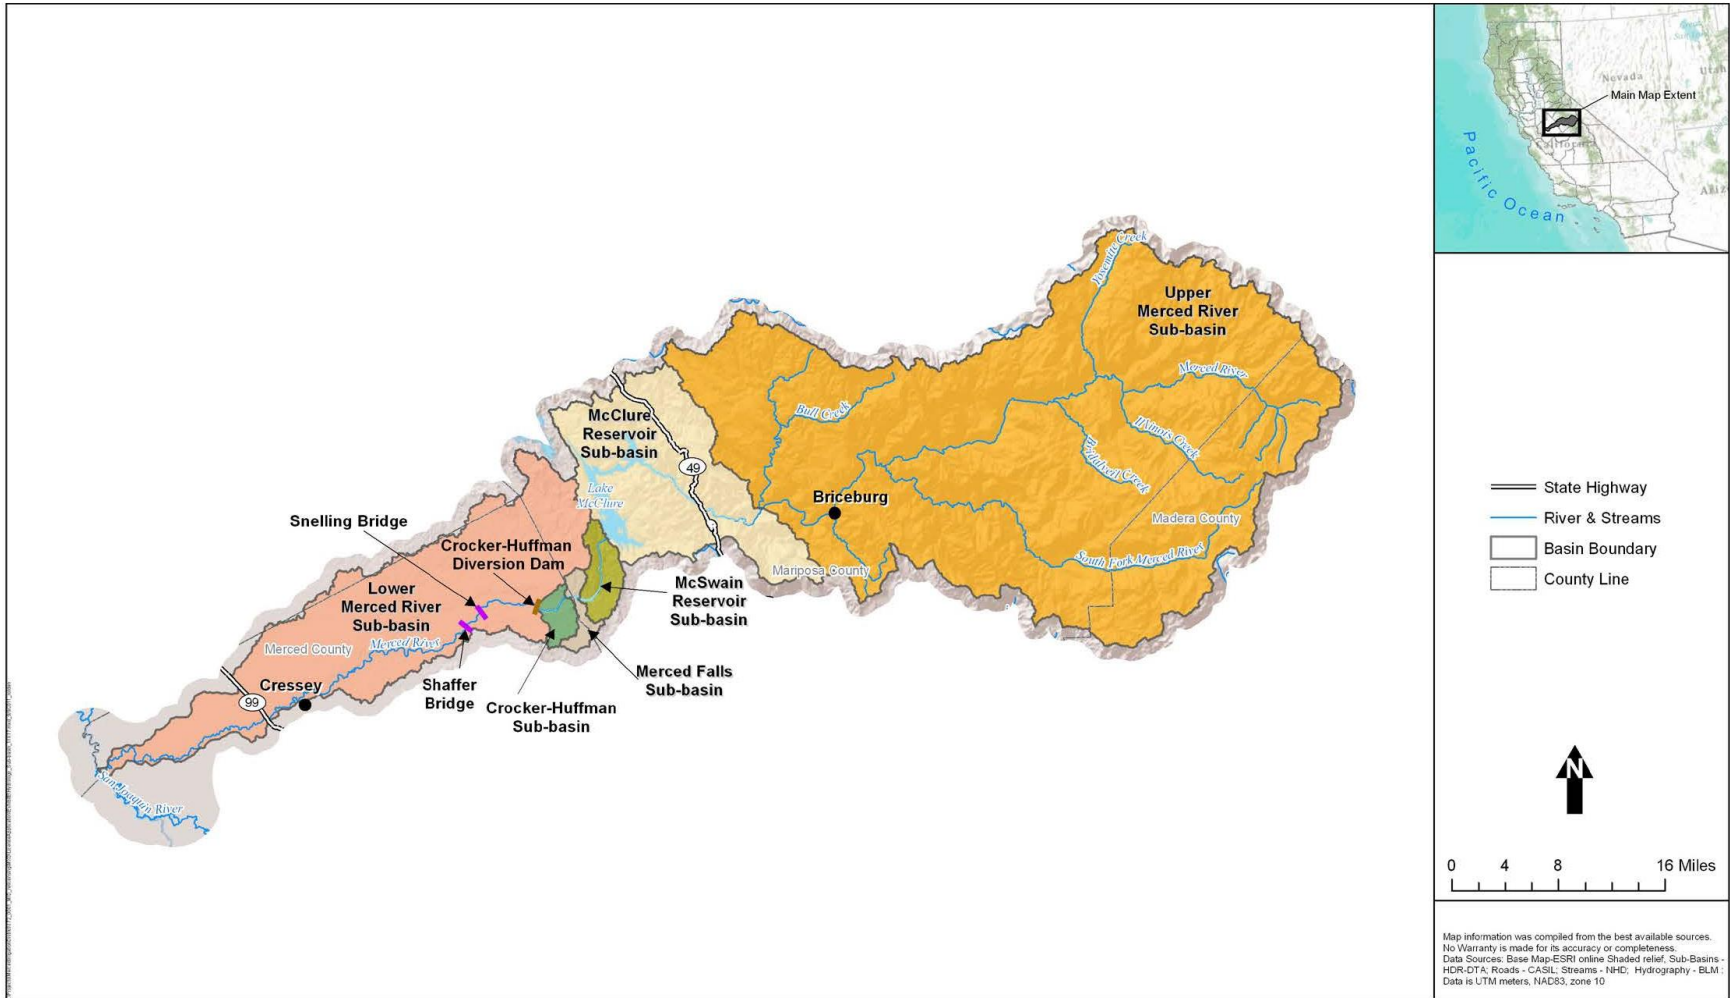 Upper
Merced River
Sub-basin
Yosemite Creek
Merced River
Bull Creek
Illinois Creek
Bridalveil Creek
McClure
Reservoir
Sub-basin
49
Lake
McClure
Briceburg
Madera County
South Fork Merced River
Mariposa County
Snelling Bridge
Crocker-Huffman
Diversion Dam
Lower
Merced River
Sub-basin
Merced River
Merced County
McSwain
Reservoir
Sub-basin
Merced Falls
Sub-basin
Shaffer
Bridge
Crocker-Huffman
Sub-basin
Cressey
99
San Joaquin River
Nevada
Utah
Main Map Extent
California
Pacific Ocean
State Highway
River & Streams
Basin Boundary
County Line
N
0 4 8 16 Miles
Map information was compiled from the best available sources.
No Warranty is made for its accuracy or completeness.
Data Sources: Base Map-ESRI online Shaded relief, Sub-Basins -
HDR-DTA; Roads - CASIL; Streams - NHD; Hydrography - BLM :
Data is UTM meters, NAD83, zone 10